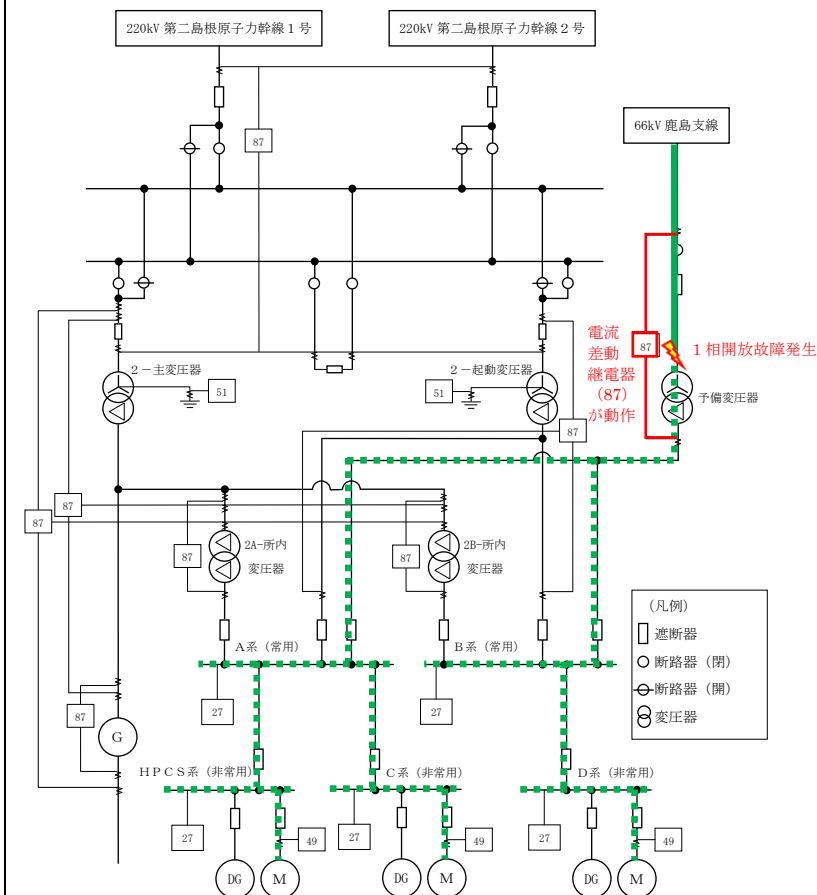 220kV 第二島根原子力幹線1号
220kV 第二島根原子力幹線2号
66kV 鹿島支線
87
87
電流
差動
継電器
(87)
が動作
1相開放故障発生
2-主変圧器
51
2-起動変圧器
51
予備変圧器
87
87
87
87
2A-所内
変圧器
87
2B-所内
変圧器
(凡例)
遮断器
断路器(閉)
断路器(開)
変圧器
A系(常用)
B系(常用)
27
27
87
G
HPCS系(非常用)
C系(非常用)
D系(非常用)
27
49
27
49
27
49
DG
M
DG
M
DG
M